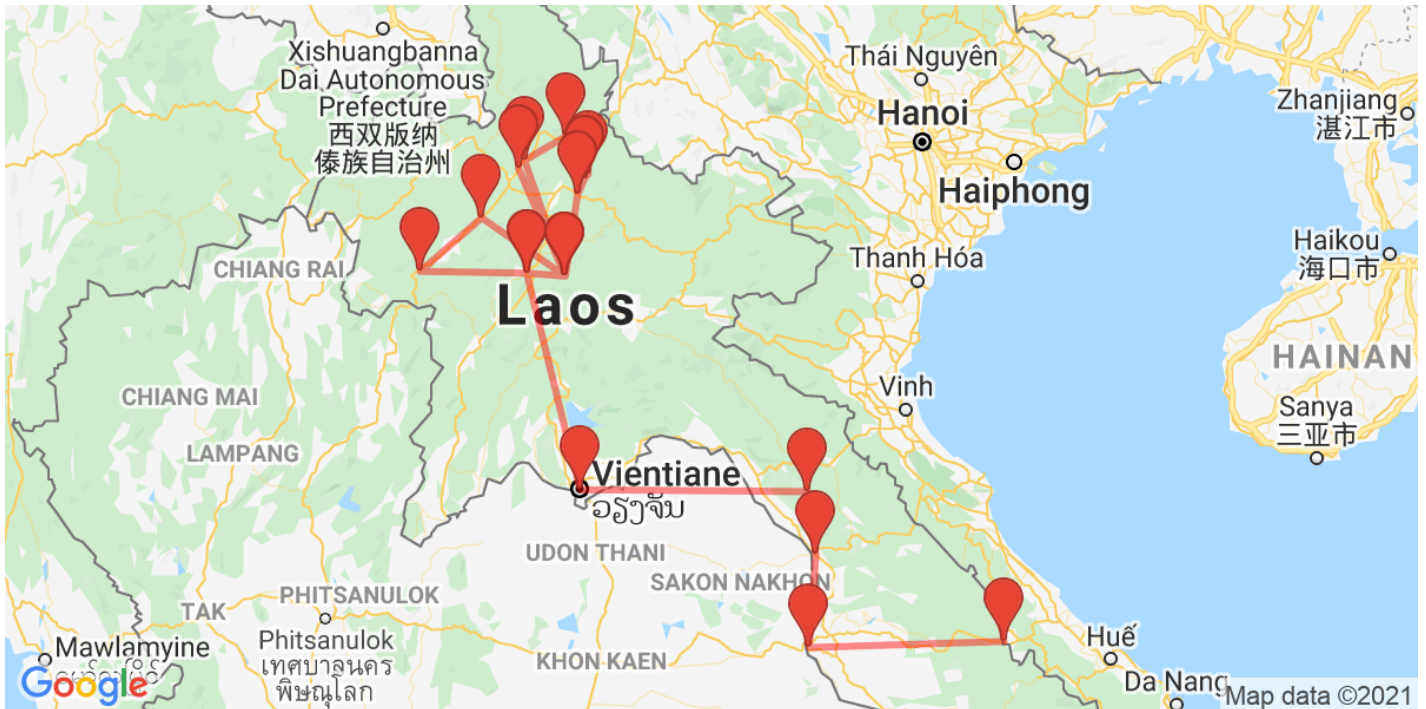 Xishuangbanna
Dai Autonomous
Prefecture
西双版纳
傣族自治州
Thái Nguyên
Hanoi
Haiphong
Zhanjiang
湛江市
Thanh Hóa
Haikou
海口市
CHIANG RAI
Laos
HAINAN
CHIANG MAI
Vinh
Sanya
三亚市
LAMPANG
Vientiane
ວຽງຈັນ
UDON THANI
SAKON NAKHON
PHITSANULOK
TAK
Phitsanulok
เทศบาลนคร
พิษณุโลก
Mawlamyine
KHON KAEN
Huế
Da Nang
Google
Map data ©2021